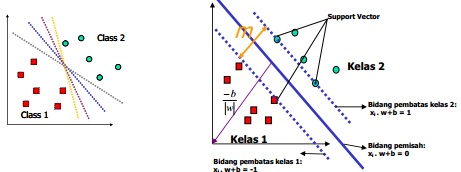 Class 2
Class 1
m
Support Vector
Kelas 2
-b
|w|
Kelas 1
Bidang pembatas kelas 2:
xᵢ. w+b = 1
Bidang pemisah:
xᵢ. w+b = 0
Bidang pembatas kelas 1:
xᵢ. w+b = -1